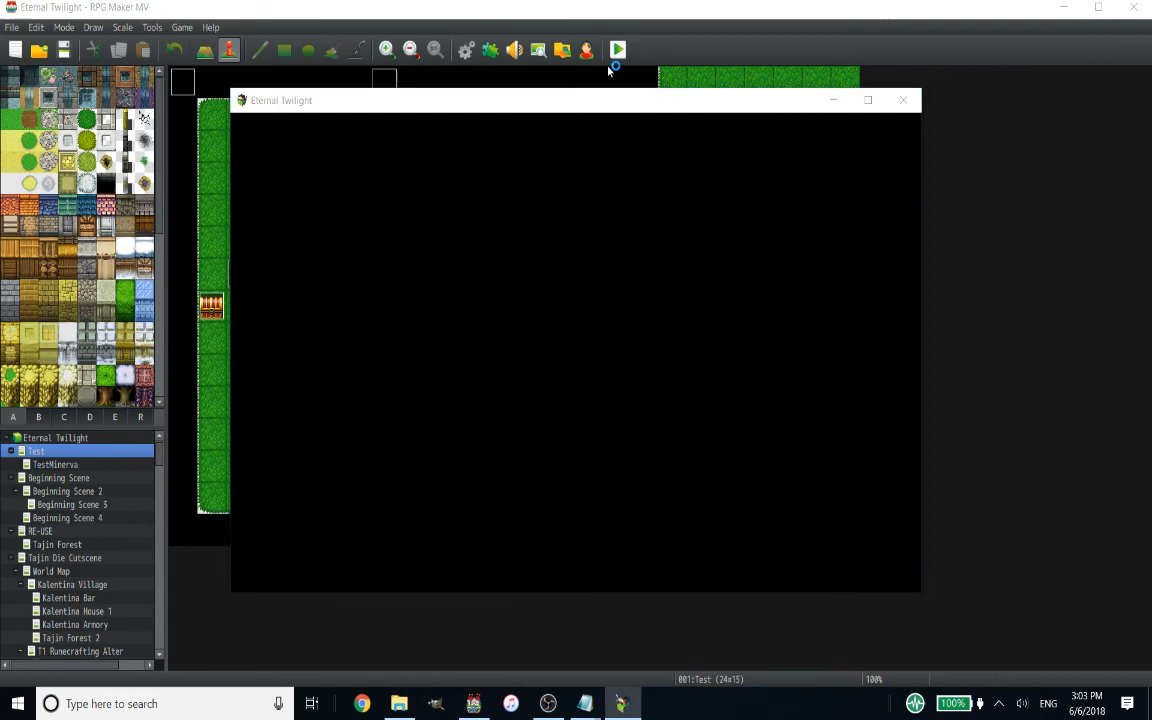 Eternal Twilight - RPG Maker MV
File Edit Mode Draw Scale Tools Game Help
Eternal Twilight
A B C D E R
Eternal Twilight
Test
TestMinerva
Beginning Scene
Beginning Scene 2
Beginning Scene 3
Beginning Scene 4
RE-USE
Tajin Forest
Tajin Die Cutscene
World Map
Kalentina Village
Kalentina Bar
Kalentina House 1
Kalentina Armory
Tajin Forest 2
T1 Runecrafting Alter
001:Test (24x15) 100%
Type here to search
100% ENG
3:03 PM
6/6/2018